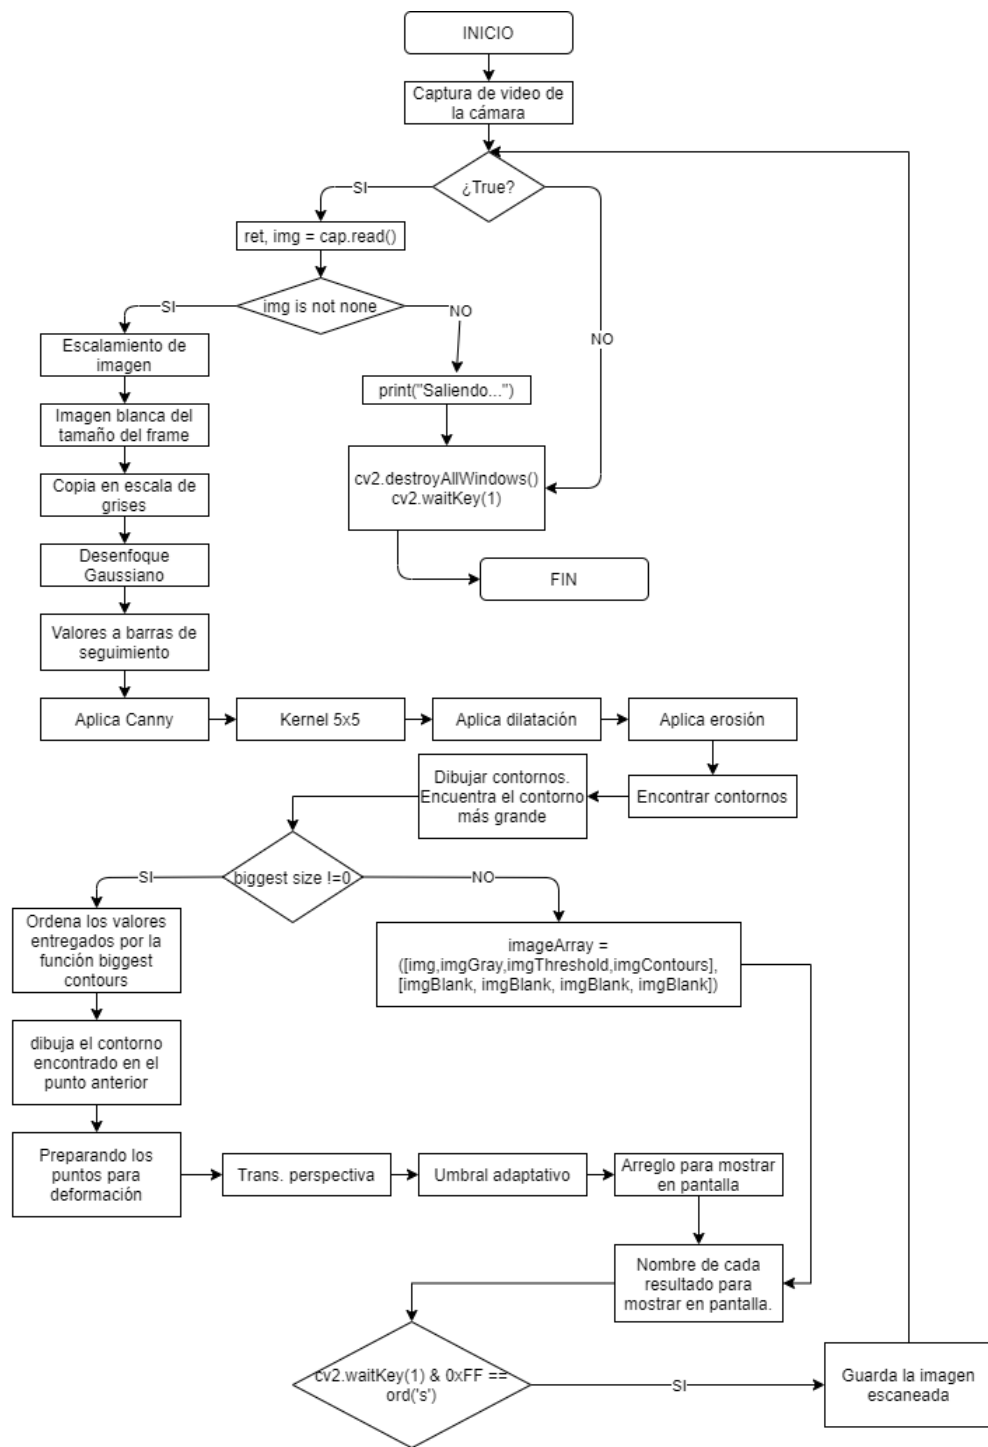 INICIO
Captura de video de
la cámara
¿True?
SI
ret, img = cap.read()
img is not none
SI
NO
NO
Escalamiento de
imagen
print("Saliendo...")
Imagen blanca del
tamaño del frame
cv2.destroyAllWindows()
cv2.waitKey(1)
Copia en escala de
grises
Desenfoque
Gaussiano
FIN
Valores a barras de
seguimiento
Aplica Canny
Kernel 5x5
Aplica dilatación
Aplica erosión
Dibujar contornos.
Encuentra el contorno
más grande
Encontrar contornos
biggest size !=0
SI
NO
Ordena los valores
entregados por la
función biggest
contours
imageArray =
([img,imgGray,imgThreshold,imgContours],
[imgBlank, imgBlank, imgBlank, imgBlank])
dibuja el contorno
encontrado en el
punto anterior
Preparando los
puntos para
deformación
Trans. perspectiva
Umbral adaptativo
Arreglo para mostrar
en pantalla
Nombre de cada
resultado para
mostrar en pantalla.
cv2.waitKey(1) & 0xFF ==
ord('s')
SI
Guarda la imagen
escaneada